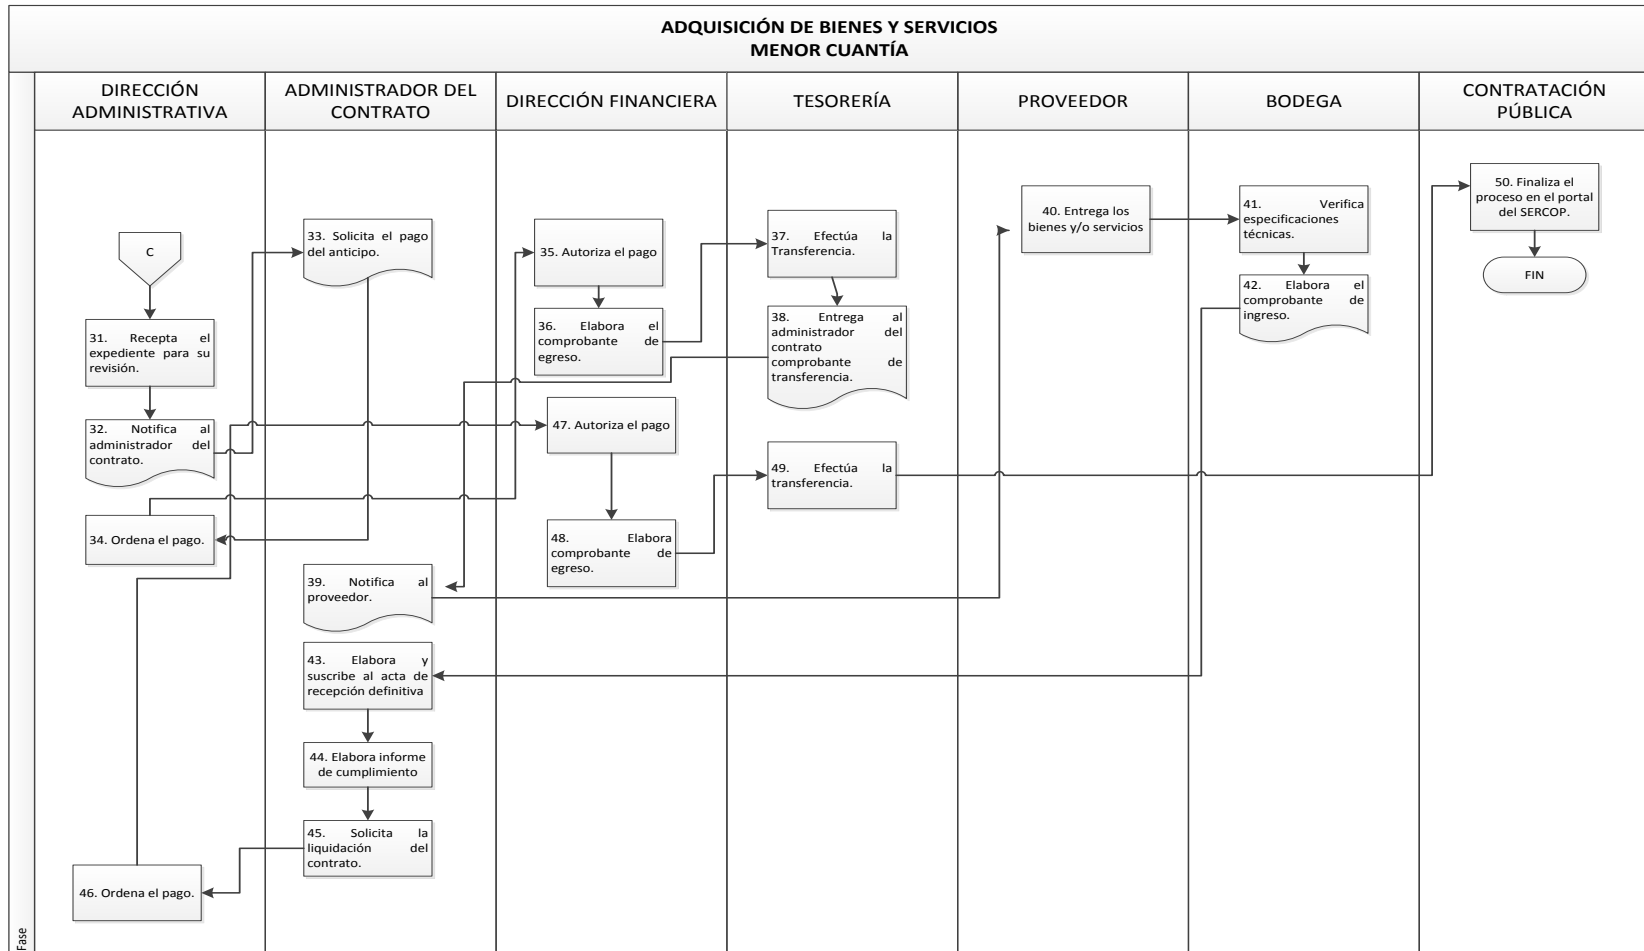 ADQUISICIÓN DE BIENES Y SERVICIOS
MENOR CUANTÍA
DIRECCIÓN
ADMINISTRATIVA
ADMINISTRADOR DEL
CONTRATO
DIRECCIÓN FINANCIERA
TESORERÍA
PROVEEDOR
BODEGA
CONTRATACIÓN
PÚBLICA
C
31. Recepta el
expediente para su
revisión.
32. Notifica al
administrador del
contrato.
34. Ordena el pago.
46. Ordena el pago.
33. Solicita el pago
del anticipo.
39. Notifica al
proveedor.
43. Elabora y
suscribe al acta de
recepción definitiva
44. Elabora informe
de cumplimiento
45. Solicita la
liquidación del
contrato.
35. Autoriza el pago
36. Elabora el
comprobante de
egreso.
47. Autoriza el pago
48. Elabora
comprobante de
egreso.
37. Efectúa la
Transferencia.
38. Entrega al
administrador del
contrato
comprobante de
transferencia.
49. Efectúa la
transferencia.
40. Entrega los
bienes y/o servicios
41. Verifica
especificaciones
técnicas.
42. Elabora el
comprobante de
ingreso.
50. Finaliza el
proceso en el portal
del SERCOP.
FIN
Fase